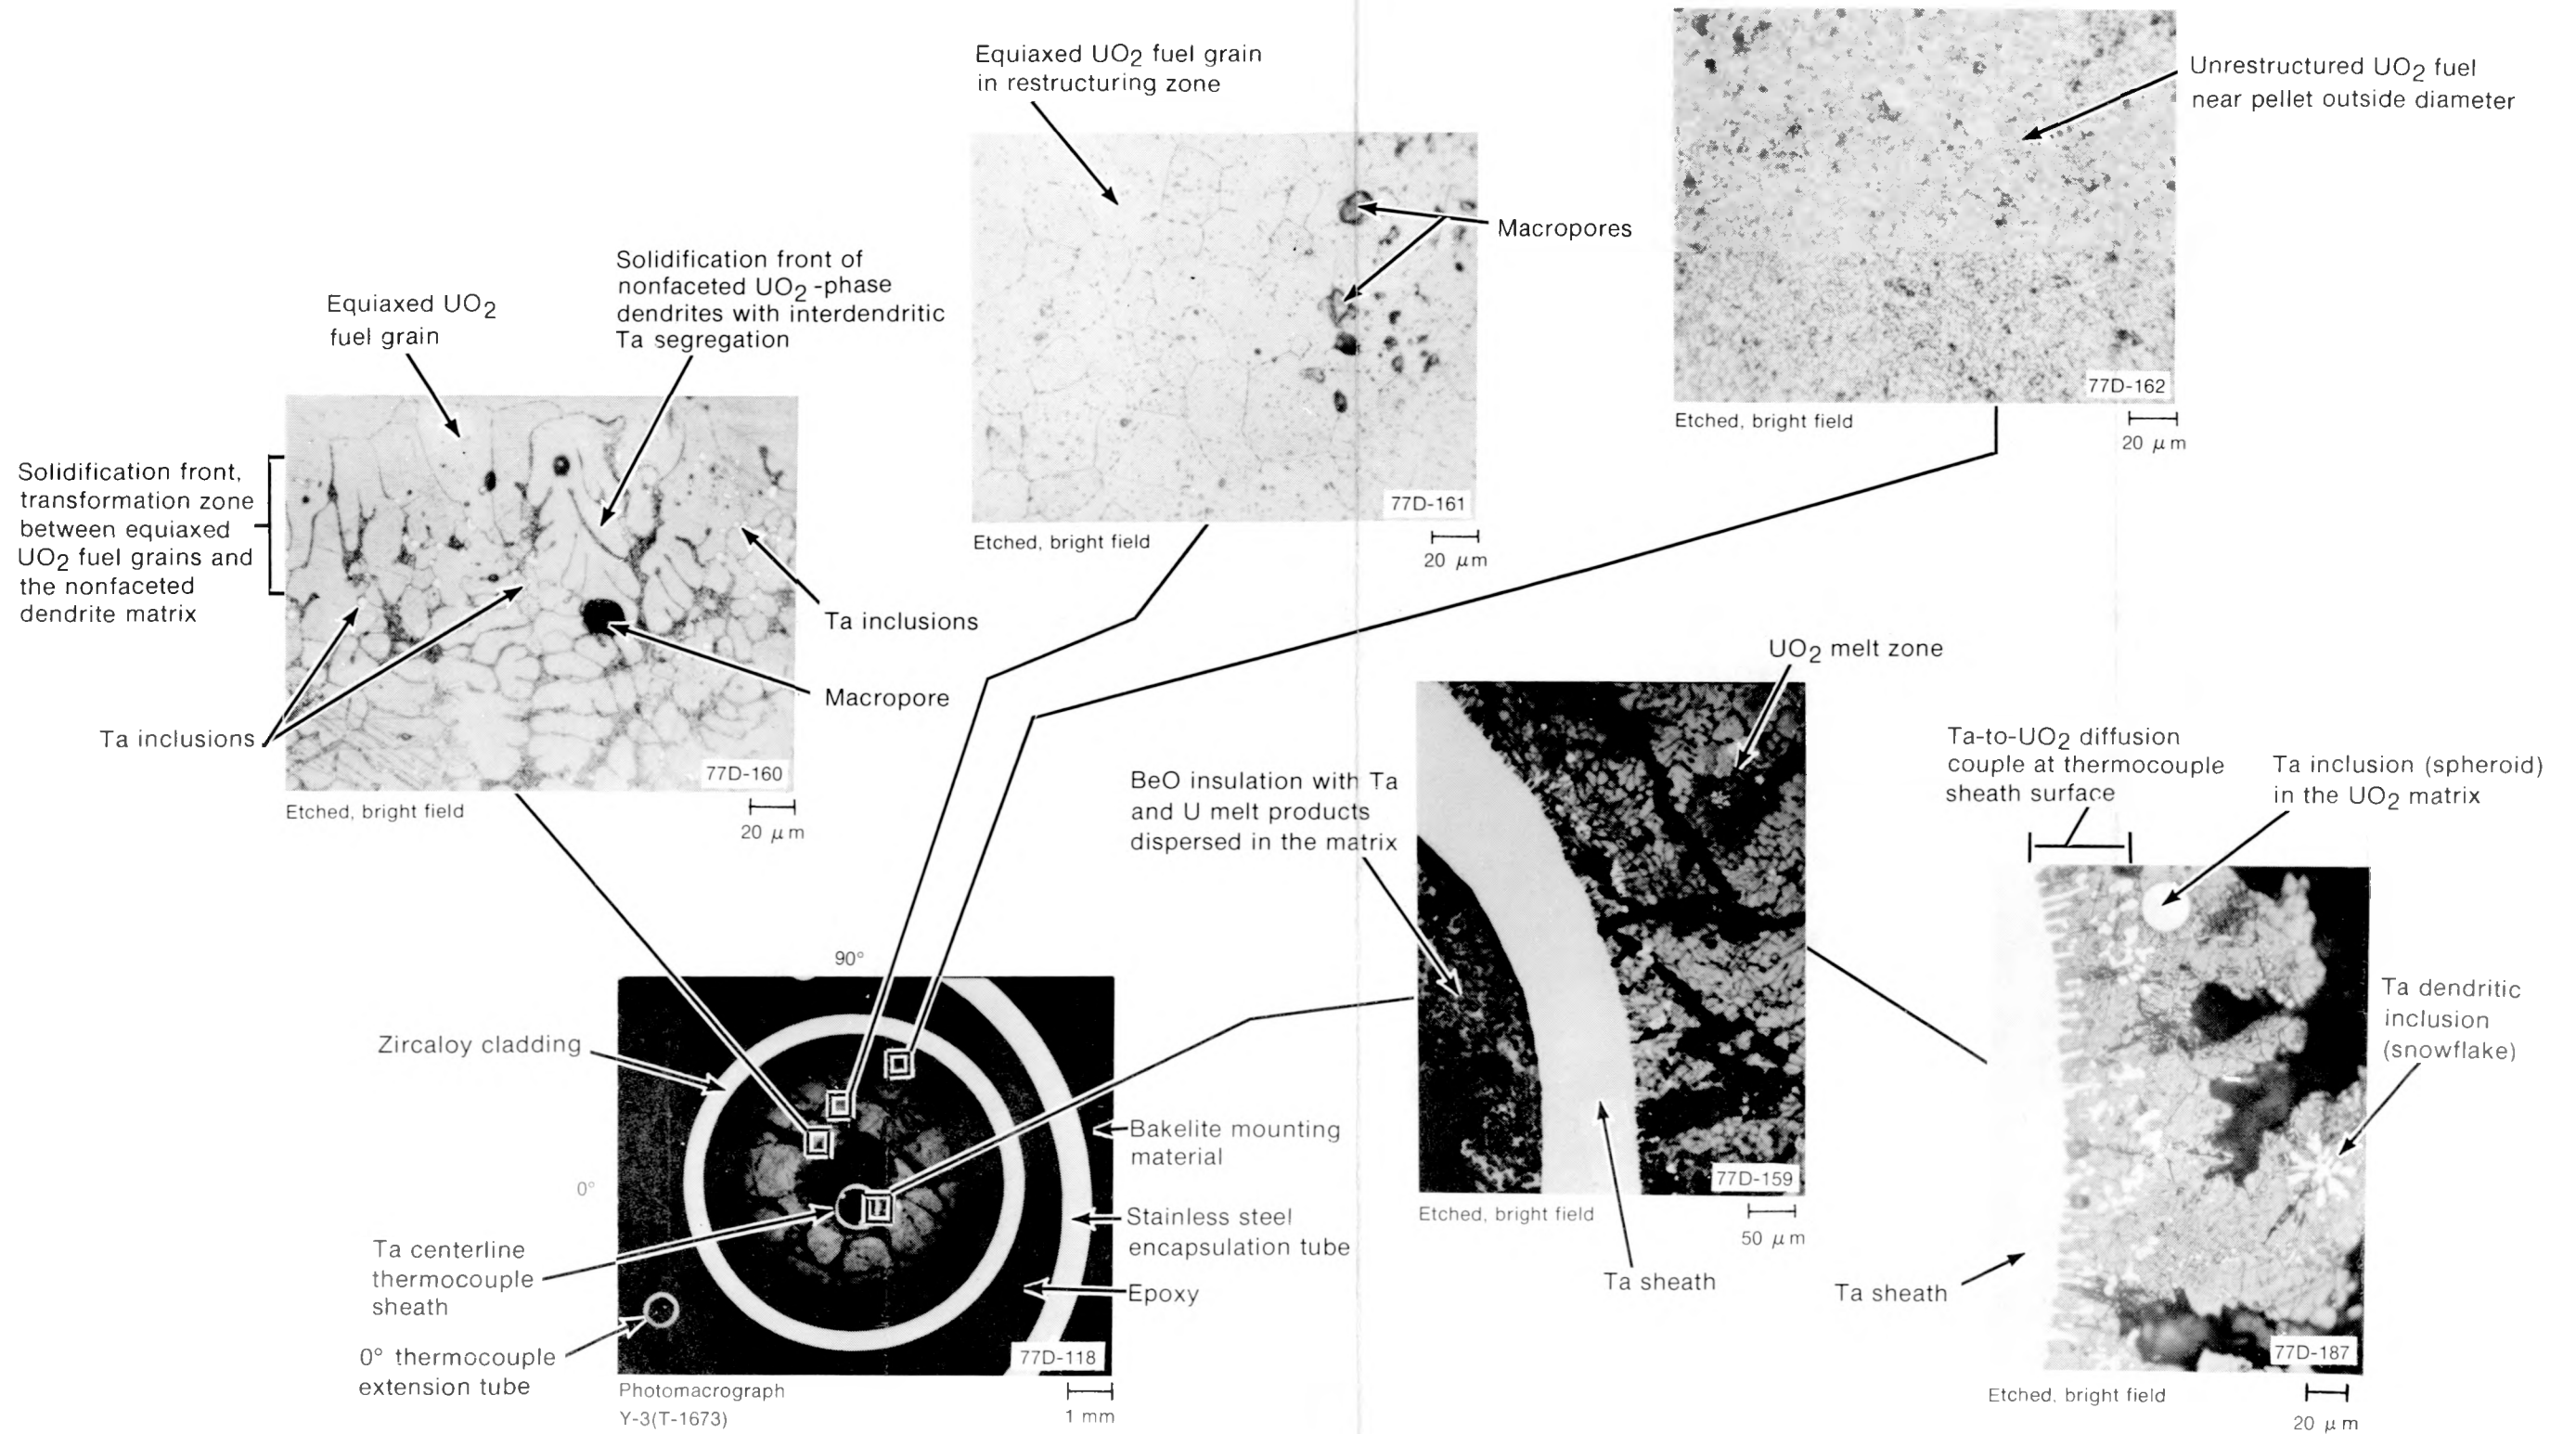 Equiaxed UO2 fuel grain
in restructuring zone
Unrestructured UO2 fuel
near pellet outside diameter
Macropores
77D-162
Etched, bright field
20 μm
77D-161
Etched, bright field
20 μm
Equiaxed UO2
fuel grain
Solidification front of
nonfaceted UO2-phase
dendrites with interdendritic
Ta segregation
Solidification front,
transformation zone
between equiaxed
UO2 fuel grains and
the nonfaceted
dendrite matrix
Ta inclusions
Macropore
Ta inclusions
77D-160
Etched, bright field
20 μm
UO2 melt zone
BeO insulation with Ta
and U melt products
dispersed in the matrix
77D-159
Etched, bright field
50 μm
Ta sheath
Ta-to-UO2 diffusion
couple at thermocouple
sheath surface
Ta inclusion (spheroid)
in the UO2 matrix
Ta dendritic
inclusion
(snowflake)
Ta sheath
77D-187
Etched, bright field
20 μm
90°
Zircaloy cladding
0°
Ta centerline
thermocouple
sheath
0° thermocouple
extension tube
Bakelite mounting
material
Stainless steel
encapsulation tube
Epoxy
77D-118
Photomacrograph
Y-3(T-1673)
1 mm